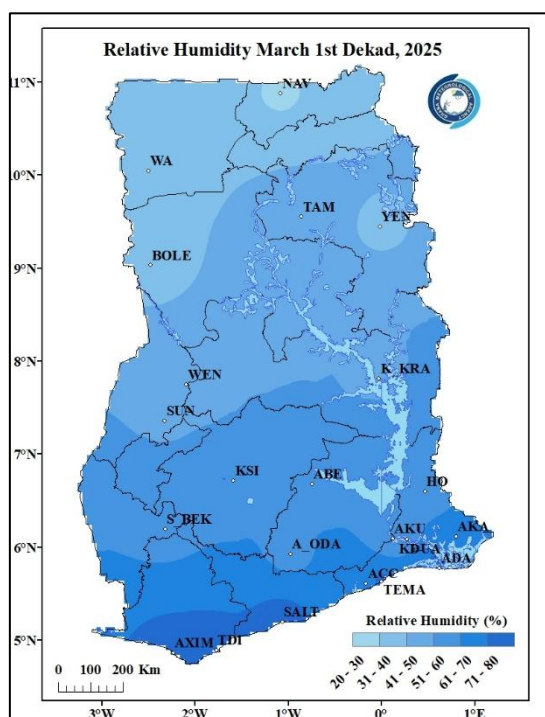 Relative Humidity March 1st Dekad, 2025
11°N
NAV
WA
10°N
TAM
YEN
BOLE
9°N
8°N
K_KRA
WEN
SUN
7°N
KSI
ABE
HO
S_BEK
AKU
AKA
6°N
A_ODA
KDUA
ADA
ACC
TEMA
SALT
Relative Humidity (%)
5°N
AXIM
TDI
0 100 200 Km
20 - 30
31 - 40
41 - 50
51 - 60
61 - 70
71 - 80
3°W 2°W 1°W 0° 1°E